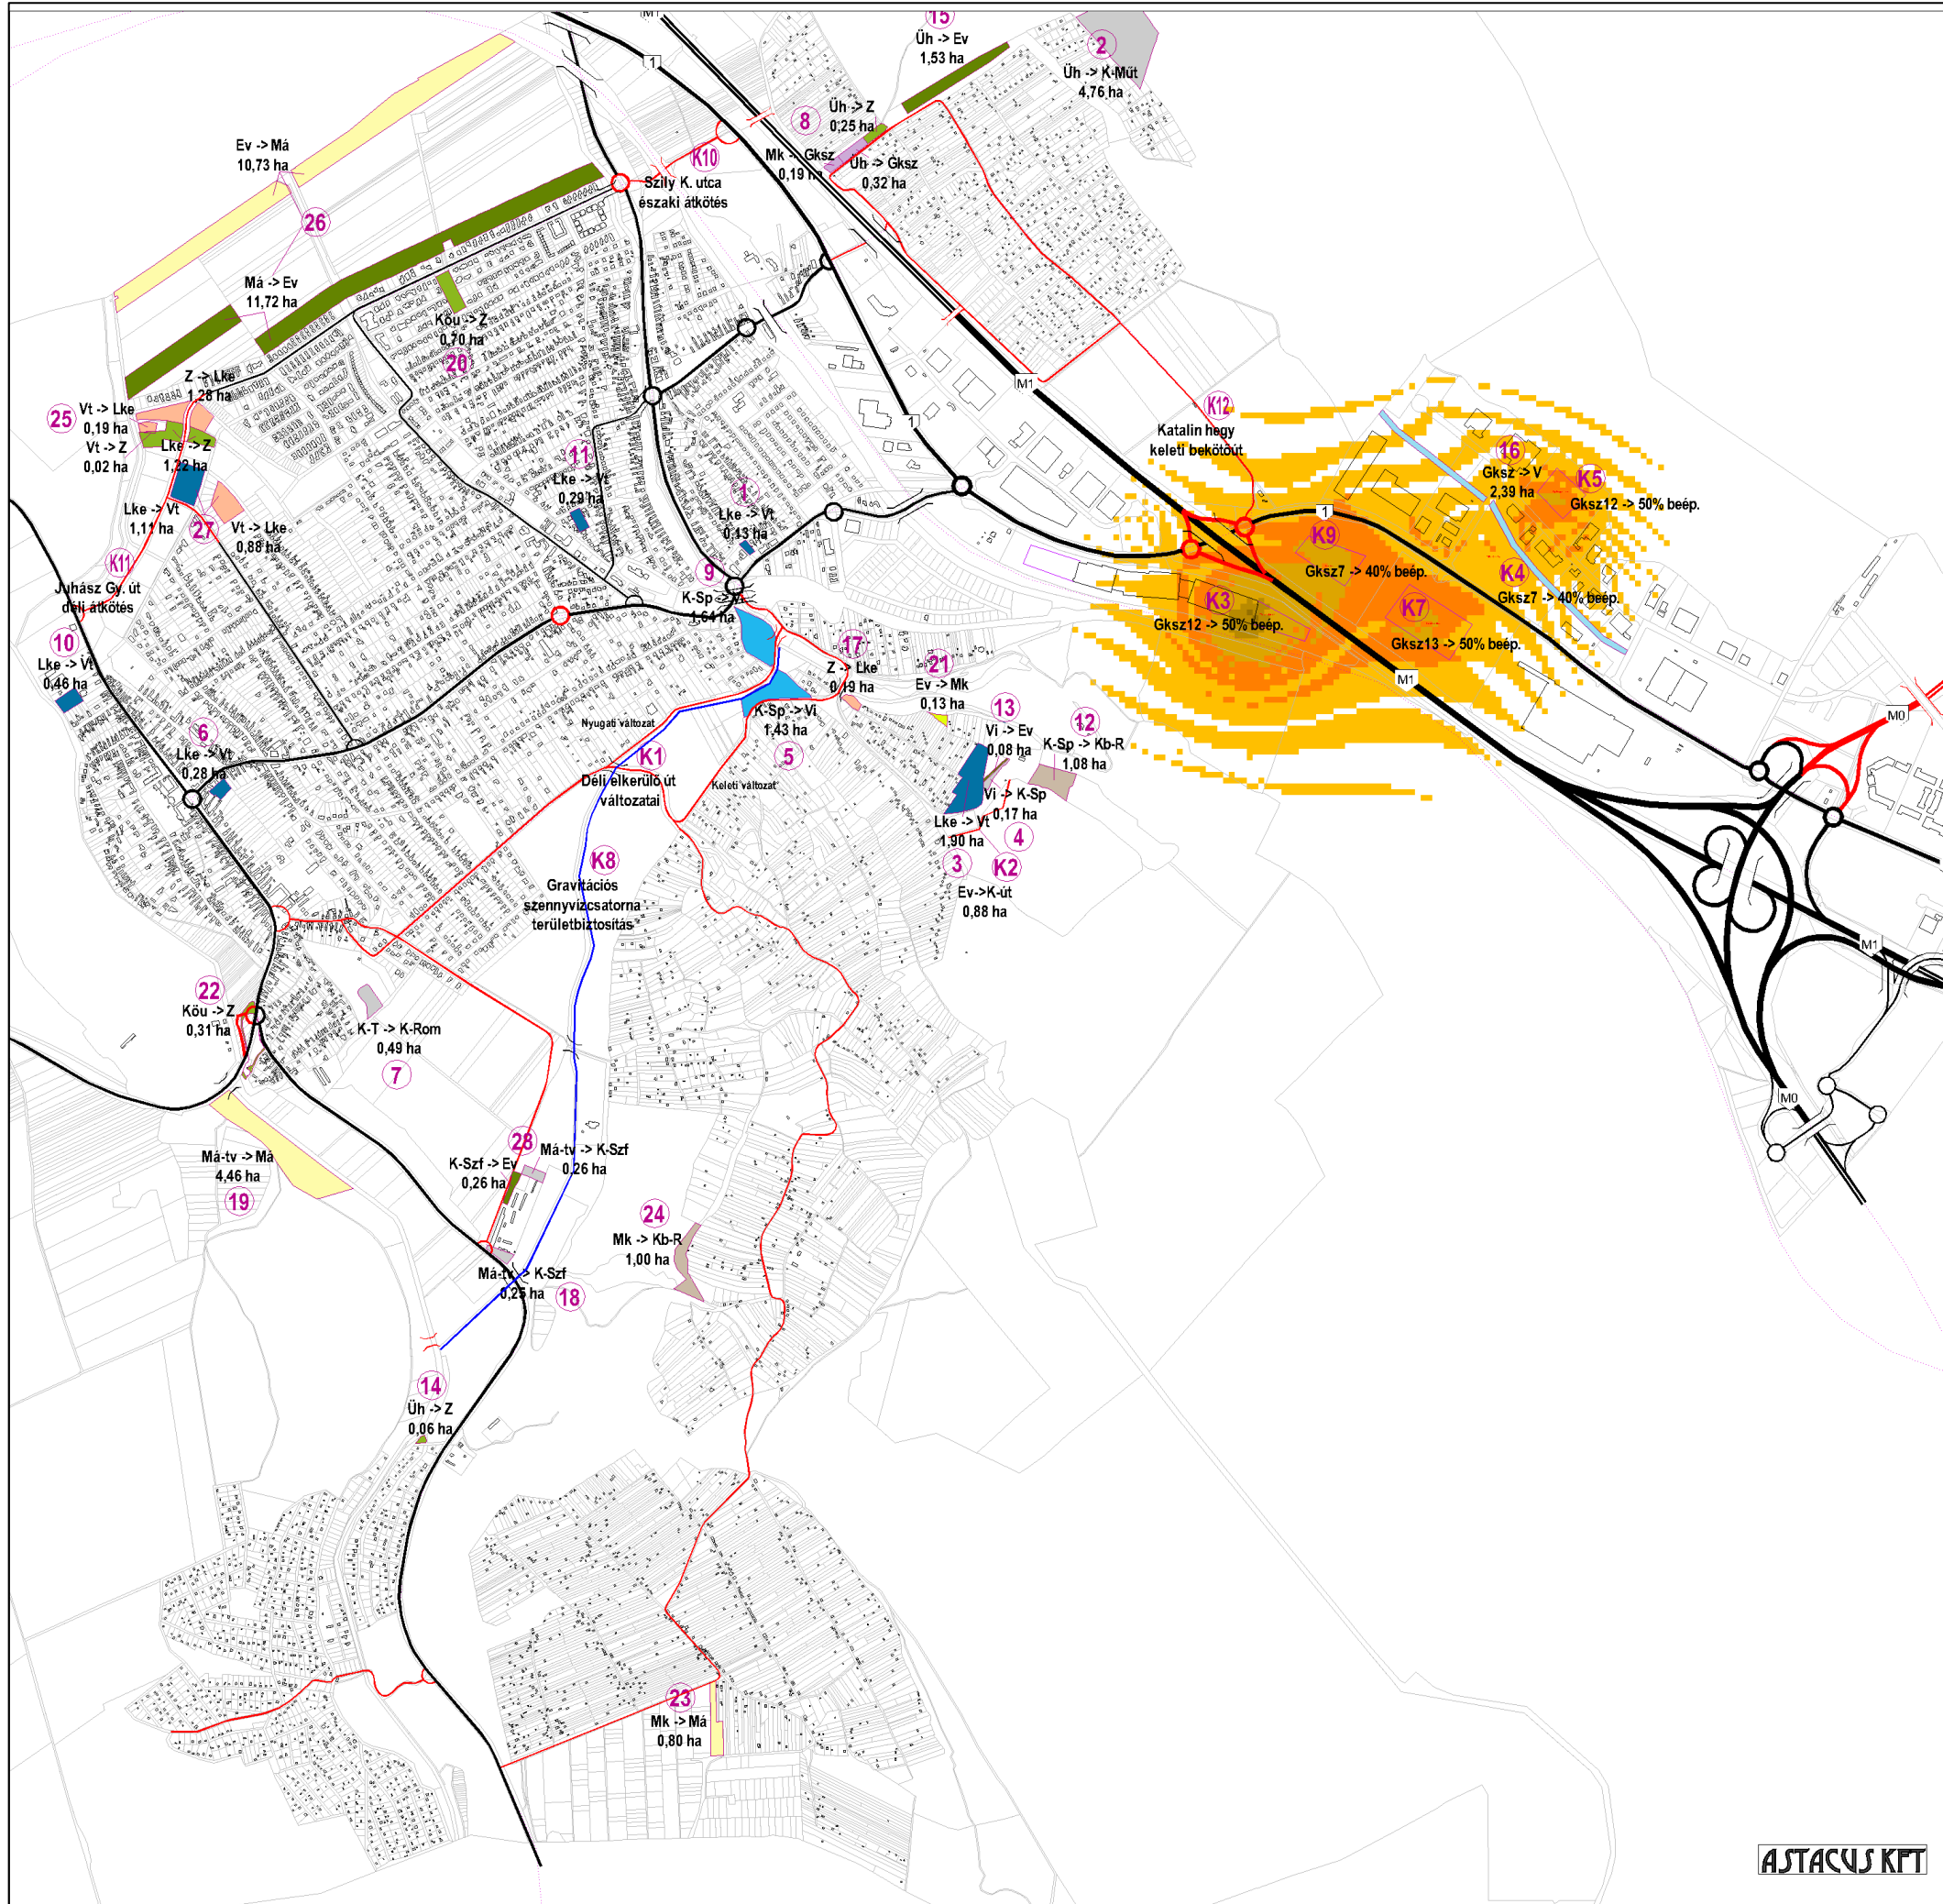 M1
15
Üh -> Ev
1,53 ha
2
Üh -> K-Műt
4,76 ha
1
8
Üh -> Z
0,25 ha
Mk -> Gksz
0,19 ha
Üh -> Gksz
0,32 ha
K10
Szily K. utca
északi átkötés
Ev -> Má
10,73 ha
26
Má -> Ev
11,72 ha
Köu -> Z
0,70 ha
20
Z -> Lke
1,28 ha
25
Vt -> Lke
0,19 ha
Vt -> Z
0,02 ha
Lke -> Z
1,22 ha
Lke -> Vt
1,11 ha
27
Vt -> Lke
0,88 ha
K11
Juhász Gy. út
déli átkötés
11
Lke -> Vt
0,29 ha
1
Lke -> Vt
0,13 ha
9
K-Sp -> Vi
1,64 ha
M1
1
K12
Katalin hegy
keleti bekötőút
16
Gksz -> V
2,39 ha
K5
Gksz12 -> 50% beép.
1
K9
Gksz7 -> 40% beép.
K4
Gksz7 -> 40% beép.
K3
Gksz12 -> 50% beép.
K7
Gksz13 -> 50% beép.
M1
M0
10
Lke -> Vt
0,46 ha
6
Lke -> Vt
0,28 ha
17
Z -> Lke
0,19 ha
21
Ev -> Mk
0,13 ha
K-Sp -> Vi
1,43 ha
5
13
Vi -> Ev
0,08 ha
12
K-Sp -> Kb-R
1,08 ha
Vi -> K-Sp
0,17 ha
4
Lke -> Vt
1,90 ha
3
K2
Ev->K-út
0,88 ha
Nyugati változat
K1
Déli elkerülő út
változatai
Keleti változat
K8
Gravitációs
szennyvízcsatorna
területbiztosítás
M1
M0
22
Köu -> Z
0,31 ha
K-T -> K-Rom
0,49 ha
7
Má-tv -> Má
4,46 ha
19
28
Má-tv -> K-Szf
0,26 ha
K-Szf -> Ev
0,26 ha
Má-tv -> K-Szf
0,25 ha
18
24
Mk -> Kb-R
1,00 ha
14
Üh -> Z
0,06 ha
23
Mk -> Má
0,80 ha
ASTACUS KFT